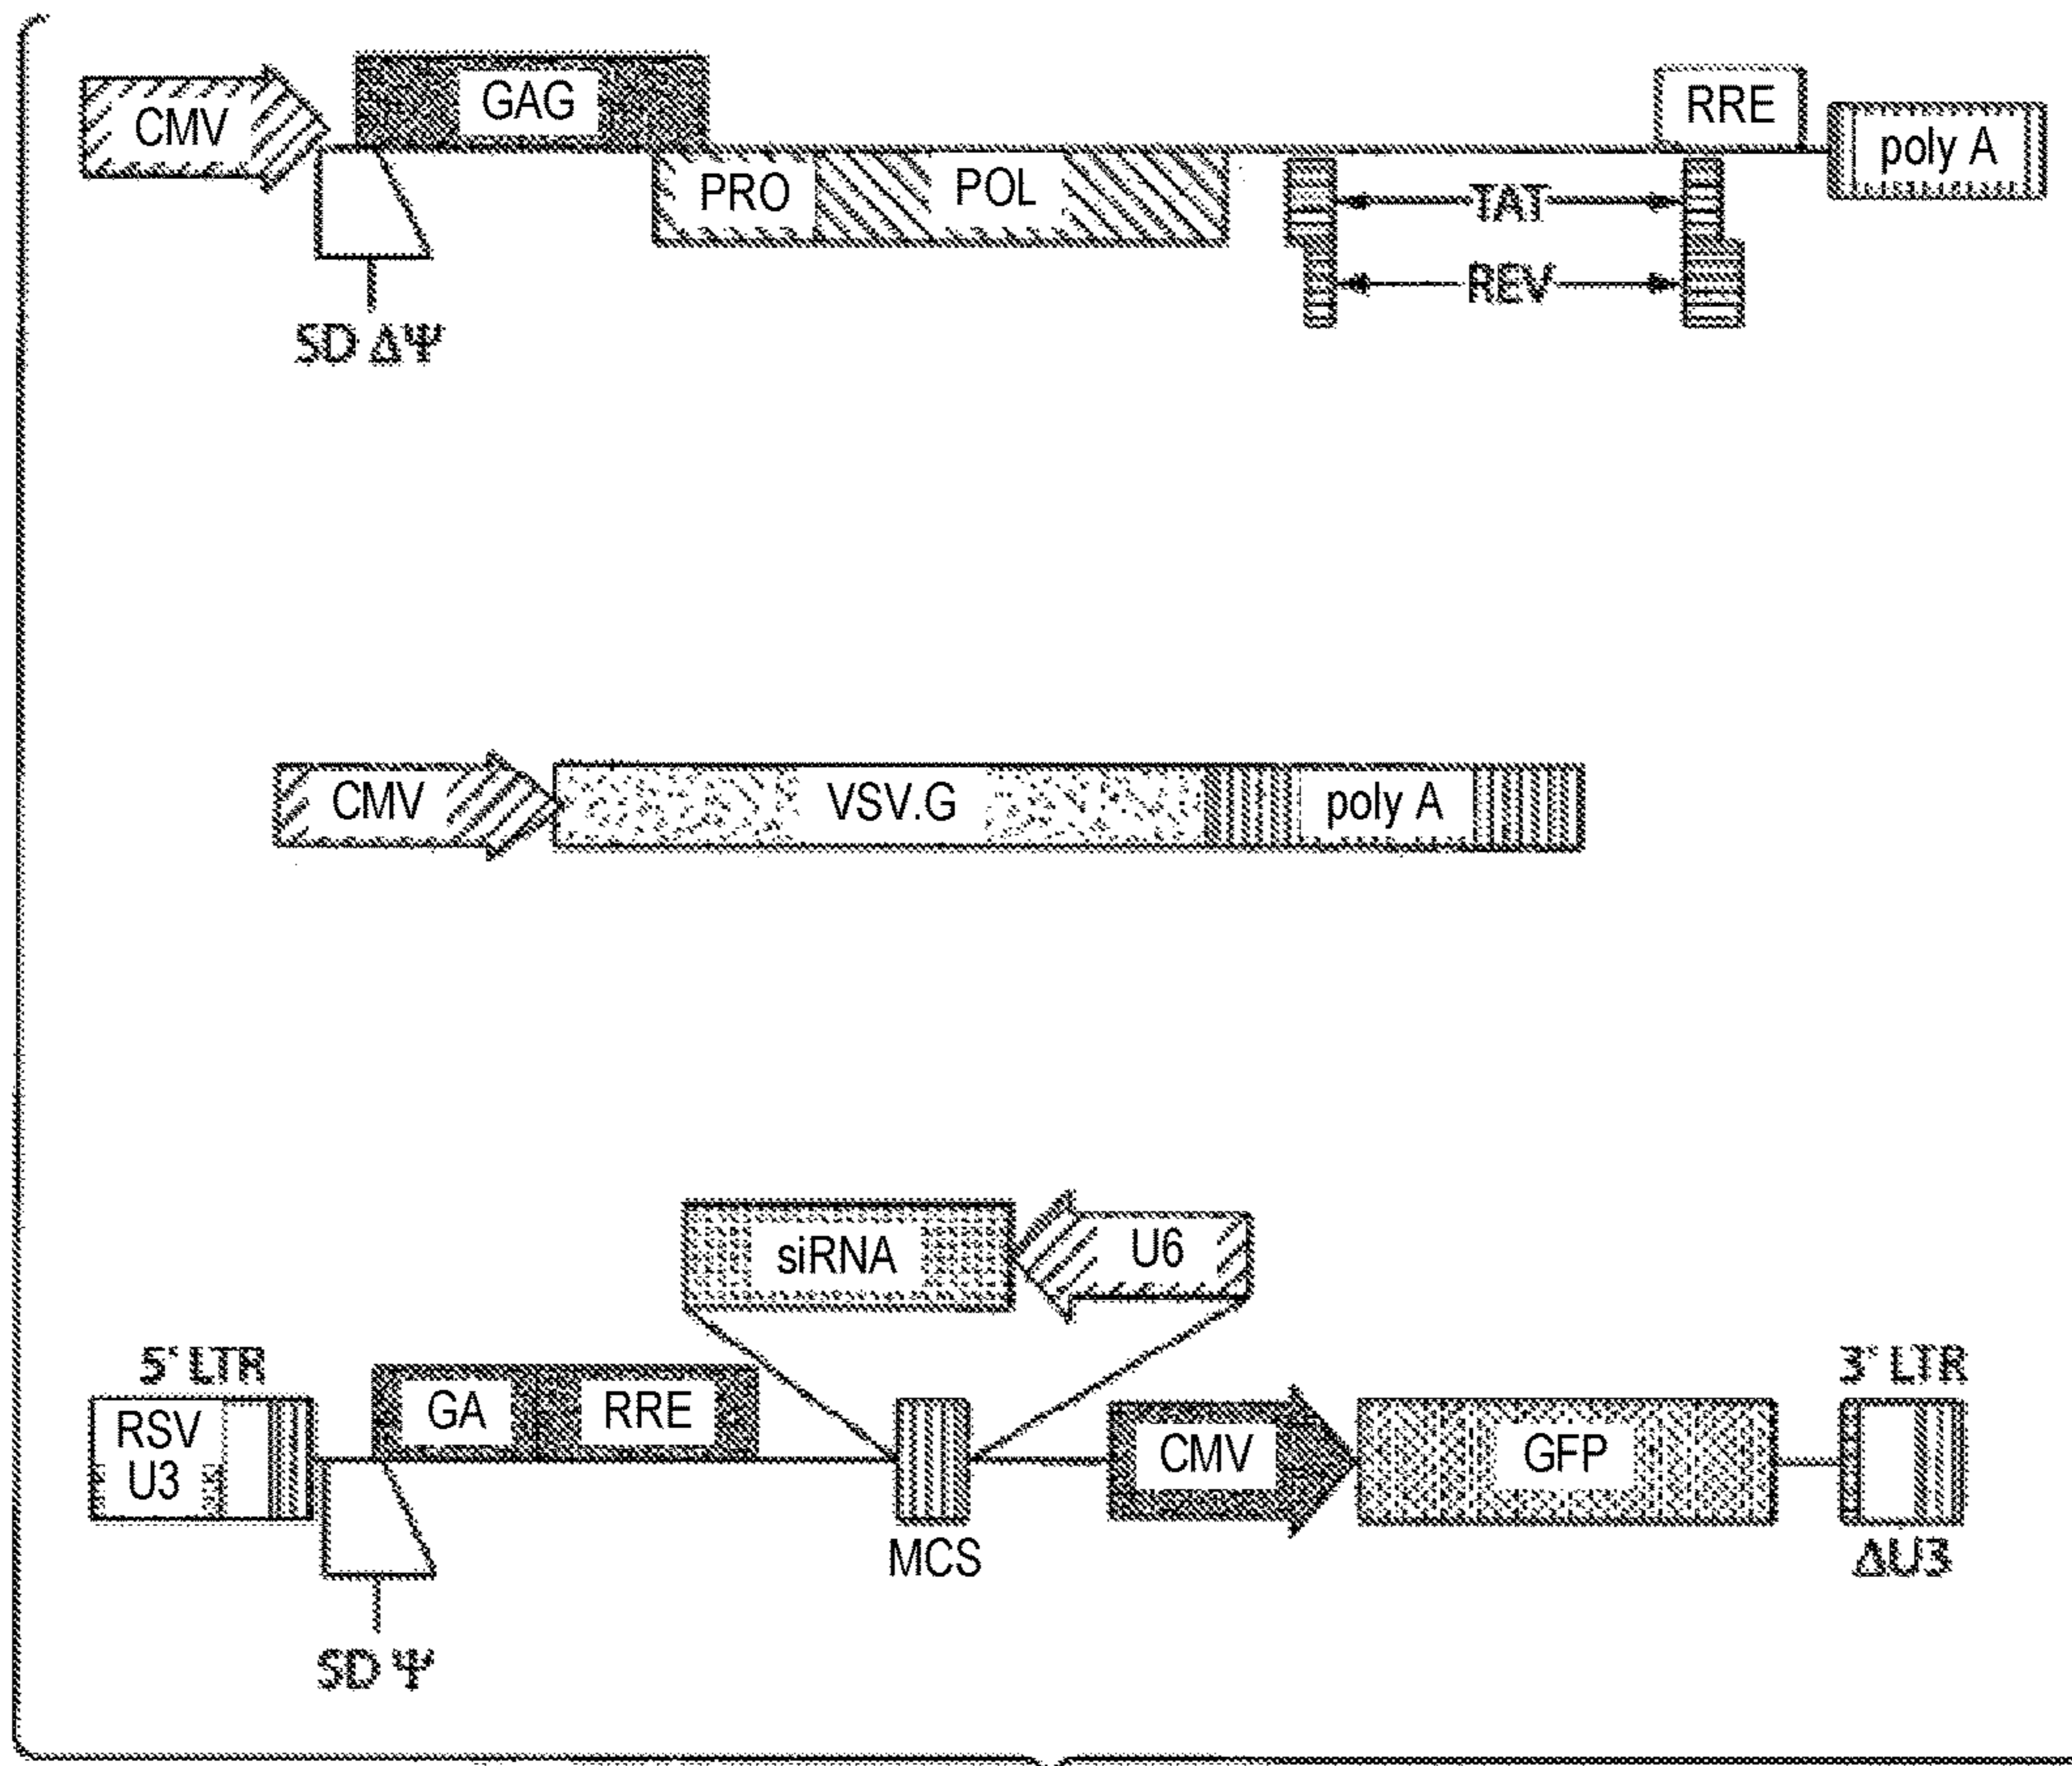 CMV
GAG
RRE
poly A
PRO
POL
TAT
REV
SD ΔΨ
CMV
VSV.G
poly A
siRNA
U6
5' LTR
3' LTR
RSV
U3
GA
RRE
CMV
GFP
MCS
ΔU3
SD Ψ